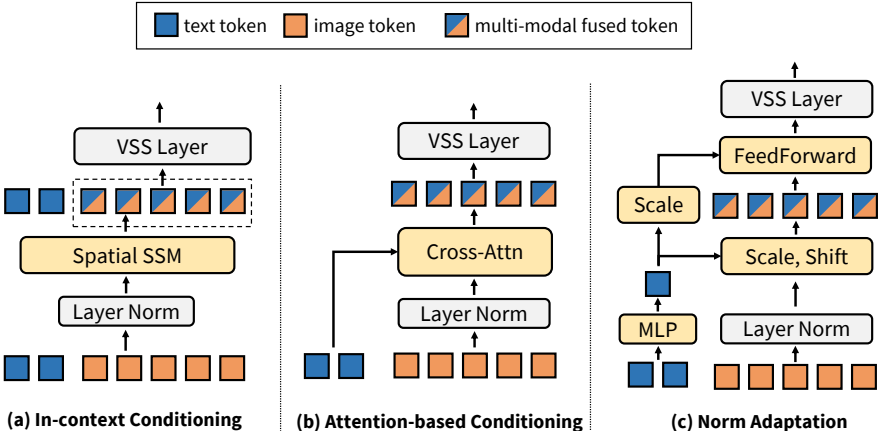 text token image token multi-modal fused token
VSS Layer
Spatial SSM
Layer Norm
(a) In-context Conditioning
VSS Layer
Cross-Attn
Layer Norm
(b) Attention-based Conditioning
VSS Layer
FeedForward
Scale
Scale, Shift
MLP
Layer Norm
(c) Norm Adaptation